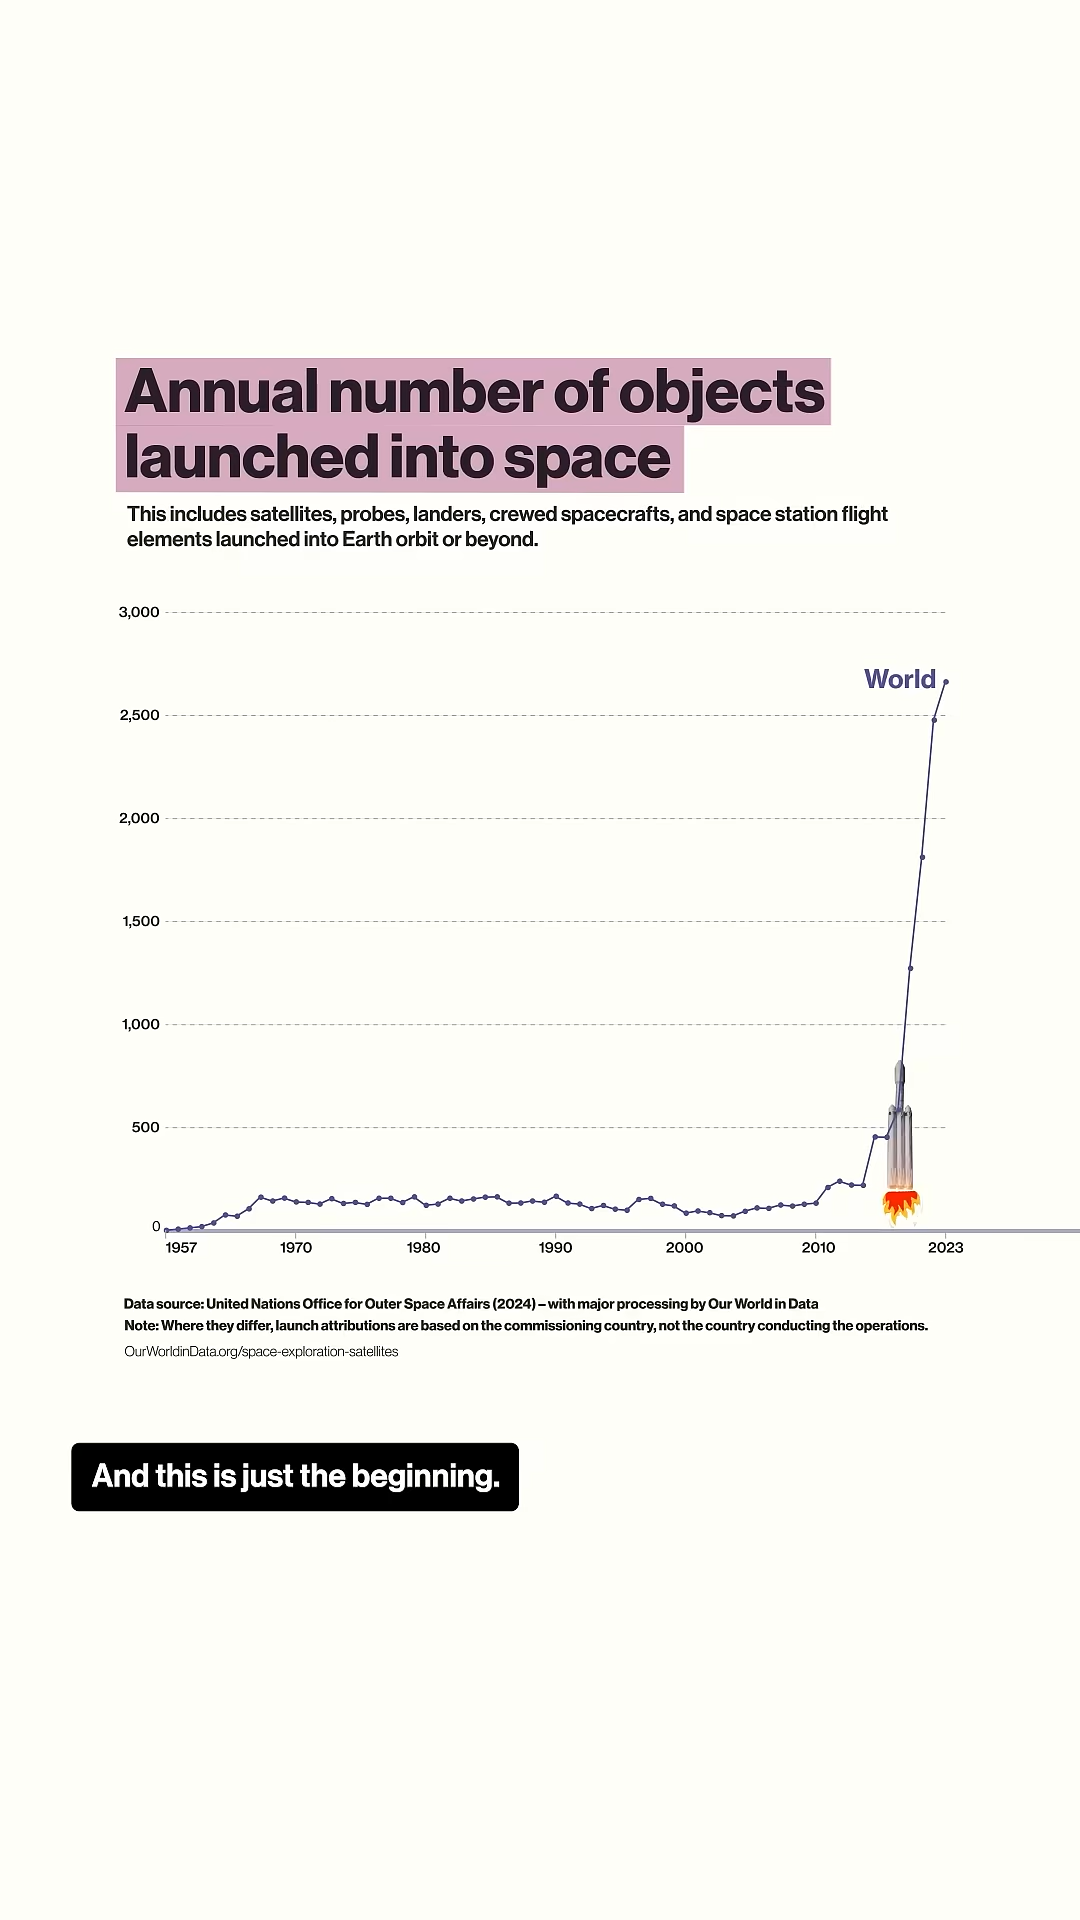 Annual number of objects
launched into space
This includes satellites, probes, landers, crewed spacecrafts, and space station flight
elements launched into Earth orbit or beyond.
3,000
World
2,500
2,000
1,500
1,000
500
0
1957 1970 1980 1990 2000 2010 2023
Data source: United Nations Office for Outer Space Affairs (2024) – with major processing by Our World in Data
Note: Where they differ, launch attributions are based on the commissioning country, not the country conducting the operations.
OurWorldinData.org/space-exploration-satellites
And this is just the beginning.